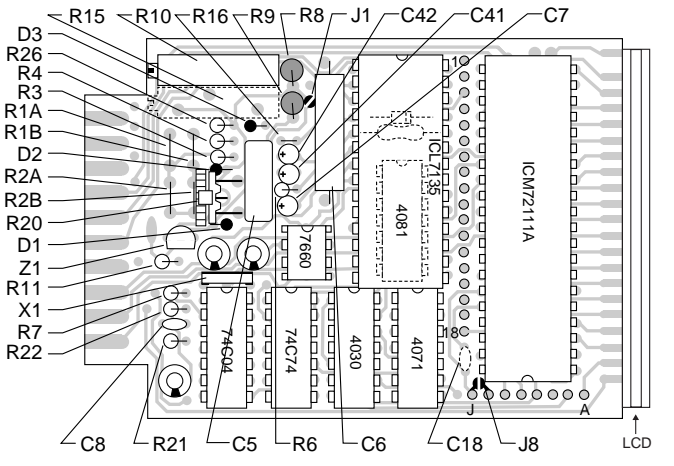 R15 R10 R16 R9 R8 J1 C42 C41 C7
D3
R26
R4
R3
R1A
R1B
D2
R2A
R2B
R20
D1
Z1
R11
X1
R7
R22
1
ICL7135
4081
ICM72111A
7660
74C04
74C74
4030
4071
18
J
A
C8 R21 C5 R6 C6 C18 J8
LCD